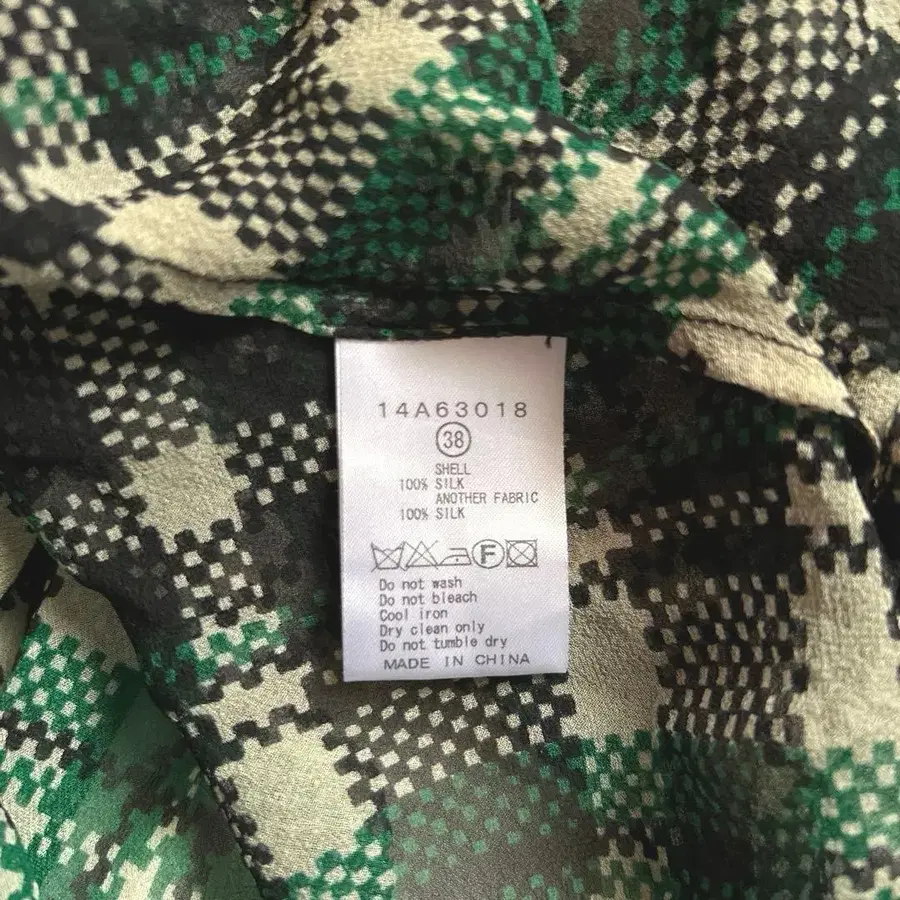 14A63018
38
SHELL
100% SILK
ANOTHER FABRIC
100% SILK
F
Do not wash
Do not bleach
Cool iron
Dry clean only
Do not tumble dry
MADE IN CHINA